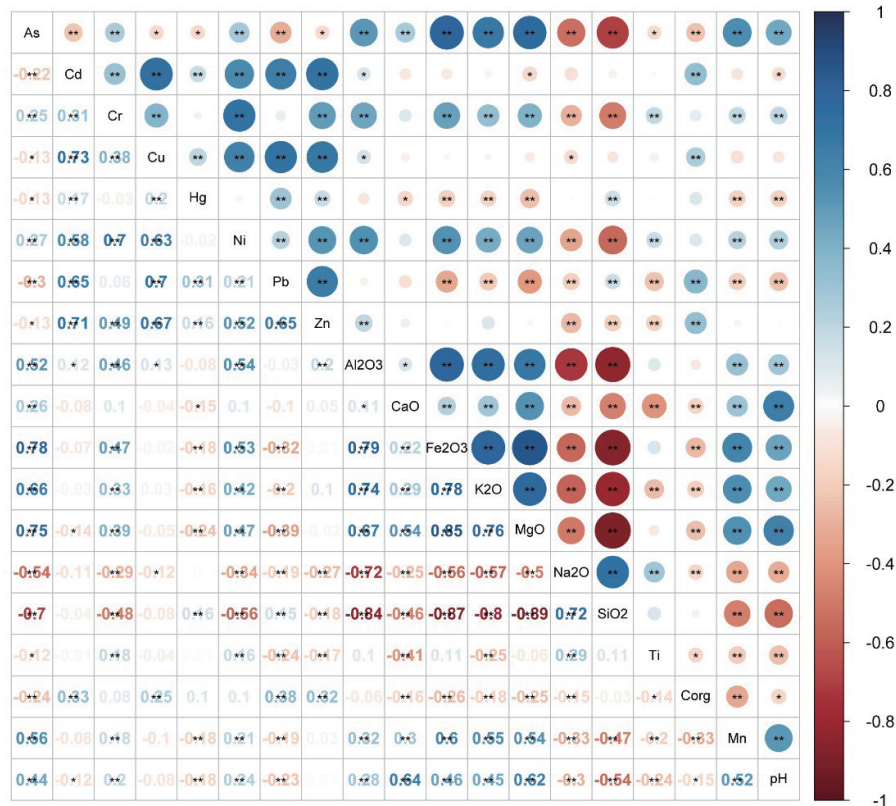 As ** ** * * ** ** * ** ** ** ** ** ** ** * ** ** **
-0.22 ** Cd ** ** ** ** ** ** * * ** *
0.25 ** 0.31 ** Cr ** ** ** ** ** ** ** ** ** ** ** **
-0.13 * 0.73 ** 0.38 ** Cu ** ** ** ** * * **
-0.13 * 0.17 ** -0.03 0.2 ** Hg ** ** * ** ** ** ** ** **
0.27 ** 0.58 ** 0.7 ** 0.63 ** -0.02 Ni ** ** ** ** ** ** ** ** ** ** **
-0.3 ** 0.65 ** 0.06 0.7 ** 0.31 ** 0.21 ** Pb ** ** ** ** ** ** ** ** ** **
-0.13 * 0.71 ** 0.49 ** 0.67 ** 0.16 ** 0.52 ** 0.65 ** Zn ** ** ** ** **
0.52 ** 0.12 * 0.46 ** 0.13 * -0.08 0.54 ** -0.03 0.2 ** Al2O3 * ** ** ** ** ** ** **
0.26 ** -0.08 0.1 -0.04 -0.15 * 0.1 -0.1 0.05 0.11 * CaO ** ** ** ** ** ** ** ** **
0.78 ** -0.07 0.47 ** -0.18 ** 0.53 ** -0.32 ** 0.01 0.79 ** 0.22 ** Fe2O3 ** ** ** ** ** ** **
0.66 ** 0.03 0.33 ** 0.03 -0.16 ** 0.42 ** -0.2 ** 0.1 0.74 ** 0.29 ** 0.78 ** K2O ** ** ** ** ** ** **
0.75 ** -0.14 * 0.39 ** -0.05 -0.24 ** 0.47 ** -0.39 ** 0.67 ** 0.54 ** 0.85 ** 0.76 ** MgO ** ** ** ** **
-0.54 ** -0.11 -0.29 ** -0.12 * -0.34 ** -0.19 ** -0.27 ** -0.72 ** -0.25 ** -0.56 ** -0.57 ** -0.5 ** Na2O ** ** ** ** **
-0.7 ** -0.48 ** -0.08 0.16 ** -0.56 ** 0.15 ** -0.18 ** -0.84 ** -0.46 ** -0.87 ** -0.8 ** -0.89 ** 0.72 ** SiO2 ** **
-0.12 * -0.01 0.18 ** -0.04 0.16 ** -0.24 ** -0.17 ** 0.1 -0.41 ** 0.11 -0.25 ** -0.06 0.29 ** 0.11 Ti * ** **
-0.24 ** 0.33 ** 0.08 0.25 ** 0.1 0.1 0.38 ** 0.32 ** -0.06 -0.16 ** -0.26 ** -0.18 ** -0.25 ** -0.15 ** -0.03 -0.14 * Corg ** *
0.56 ** -0.08 0.18 ** -0.1 -0.18 ** 0.21 ** -0.19 ** 0.03 0.32 ** 0.3 ** 0.6 ** 0.55 ** 0.54 ** -0.33 ** -0.47 ** -0.2 ** -0.33 ** Mn **
0.44 ** -0.12 * 0.2 ** -0.08 -0.18 ** 0.24 ** -0.23 ** 0.28 ** 0.64 ** 0.46 ** 0.45 ** 0.62 ** -0.3 ** -0.54 ** -0.24 ** -0.15 * 0.52 ** pH
1
0.8
0.6
0.4
0.2
0
-0.2
-0.4
-0.6
-0.8
-1